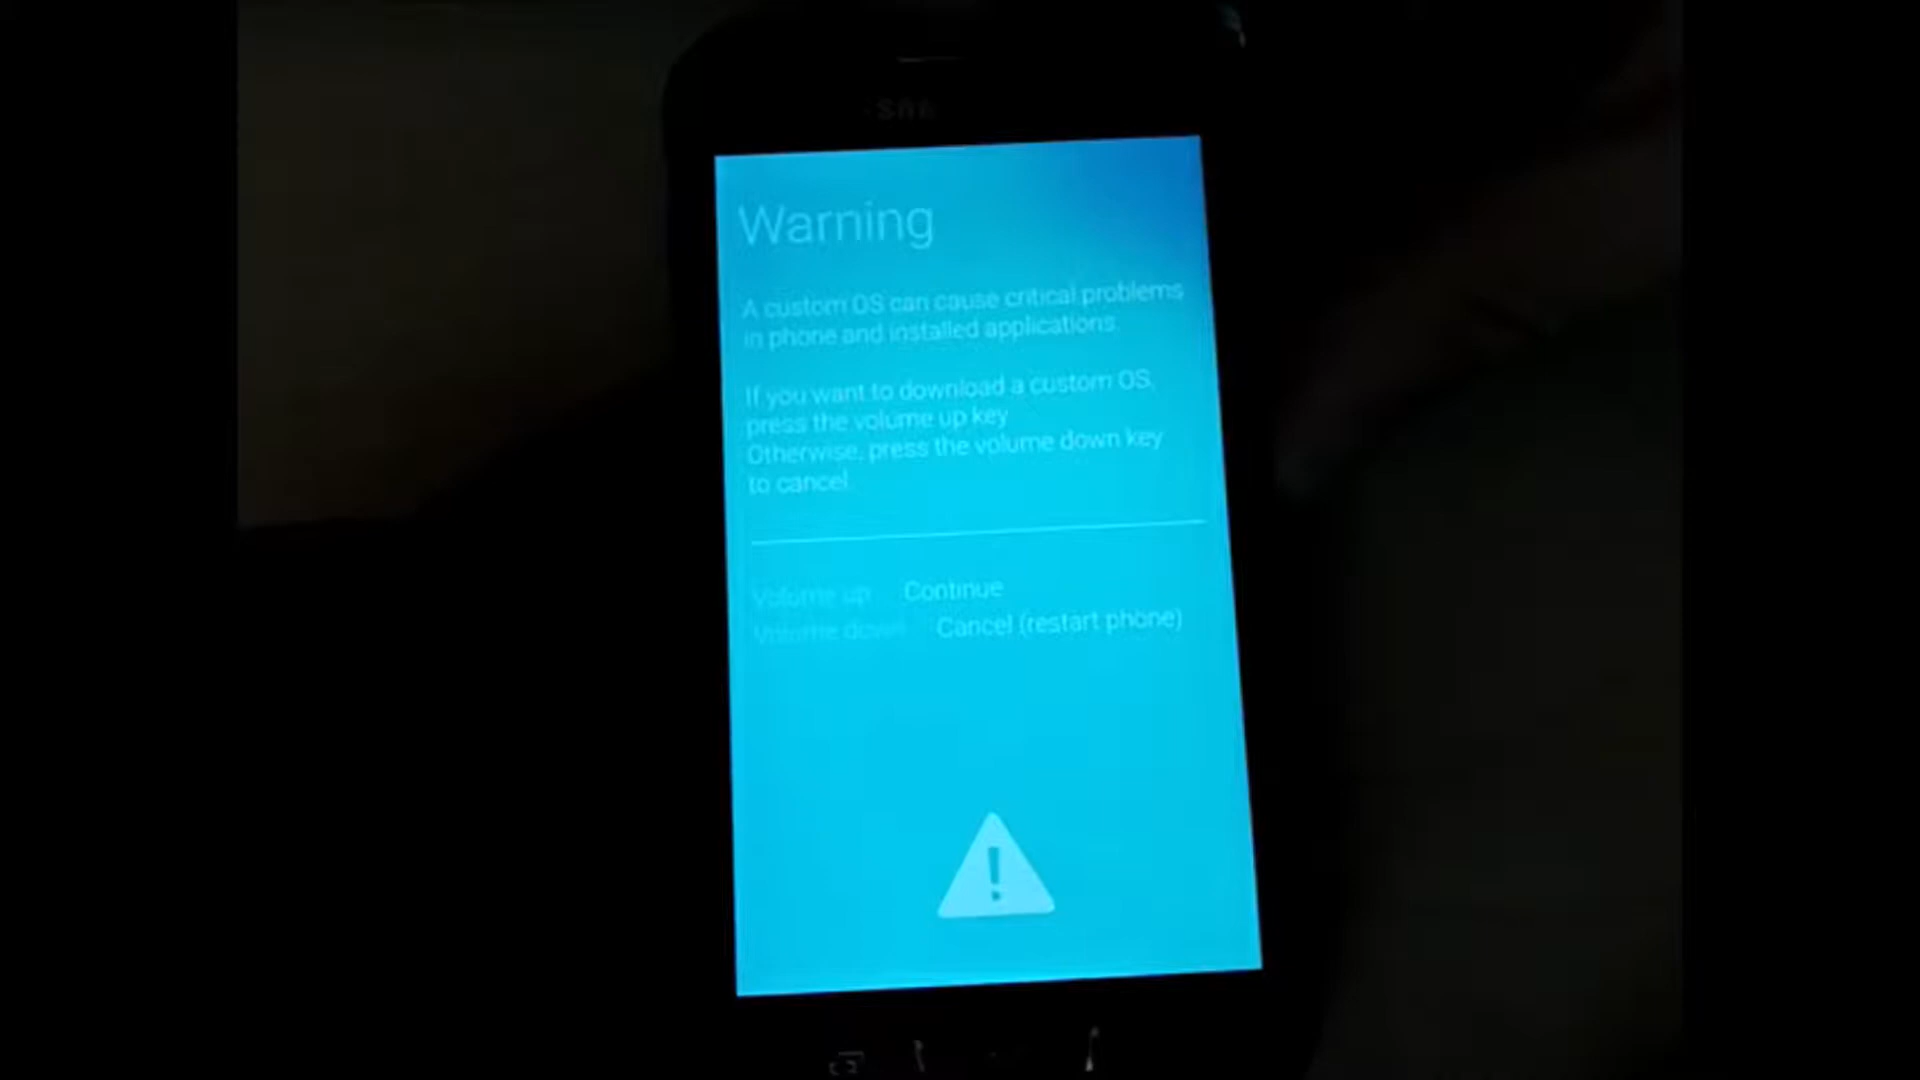 SAM
Warning
A custom OS can cause critical problems
in phone and installed applications.
If you want to download a custom OS,
press the volume up key
Otherwise, press the volume down key
to cancel
Volume up Continue
Volume down Cancel (restart phone)